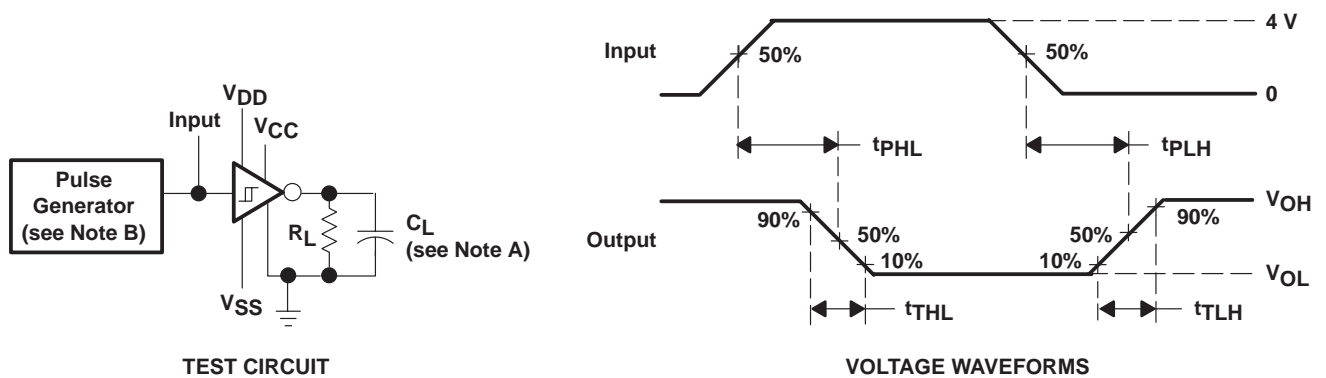 VDD
Input
VCC
Pulse
Generator
(see Note B)
RL
CL
(see Note A)
VSS
TEST CIRCUIT
4 V
Input
50%
50%
0
tPHL
tPLH
Output
90%
50%
10%
VOH
90%
50%
10%
VOL
tTHL
tTLH
VOLTAGE WAVEFORMS